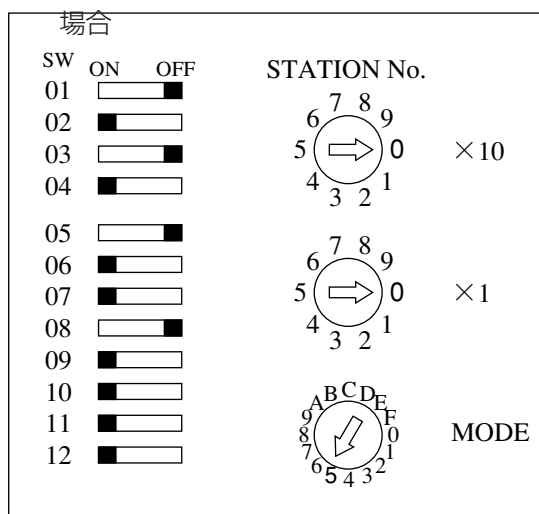 場合
SW ON OFF
01
02
03
04
05
06
07
08
09
10
11
12
STATION No.
7 8
6 9
5 0 ×10
4 1
3 2
7 8
6 9
5 0 ×1
4 1
3 2
B C D
A E
9 F
8 0 MODE
7 1
6 2
5 4 3